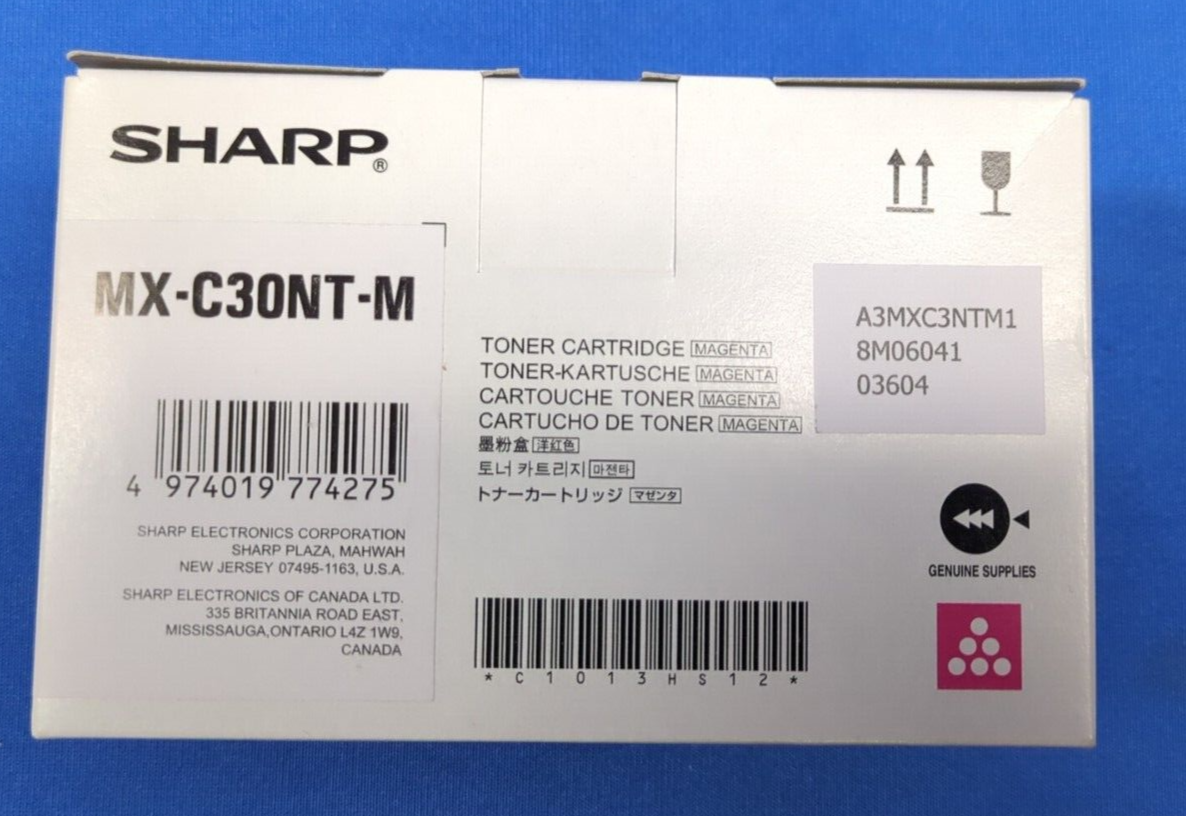 SHARP®
MX-C30NT-M
4 974019 774275
SHARP ELECTRONICS CORPORATION
SHARP PLAZA, MAHWAH
NEW JERSEY 07495-1163, U.S.A.
SHARP ELECTRONICS OF CANADA LTD.
335 BRITANNIA ROAD EAST,
MISSISSAUGA,ONTARIO L4Z 1W9,
CANADA
TONER CARTRIDGE MAGENTA
TONER-KARTUSCHE MAGENTA
CARTOUCHE TONER MAGENTA
CARTUCHO DE TONER MAGENTA
墨粉盒 洋红色
토너 카트리지 마젠타
トナーカートリッジ マゼンタ
*C1013HS12*
A3MXC3NTM1
8M06041
03604
GENUINE SUPPLIES